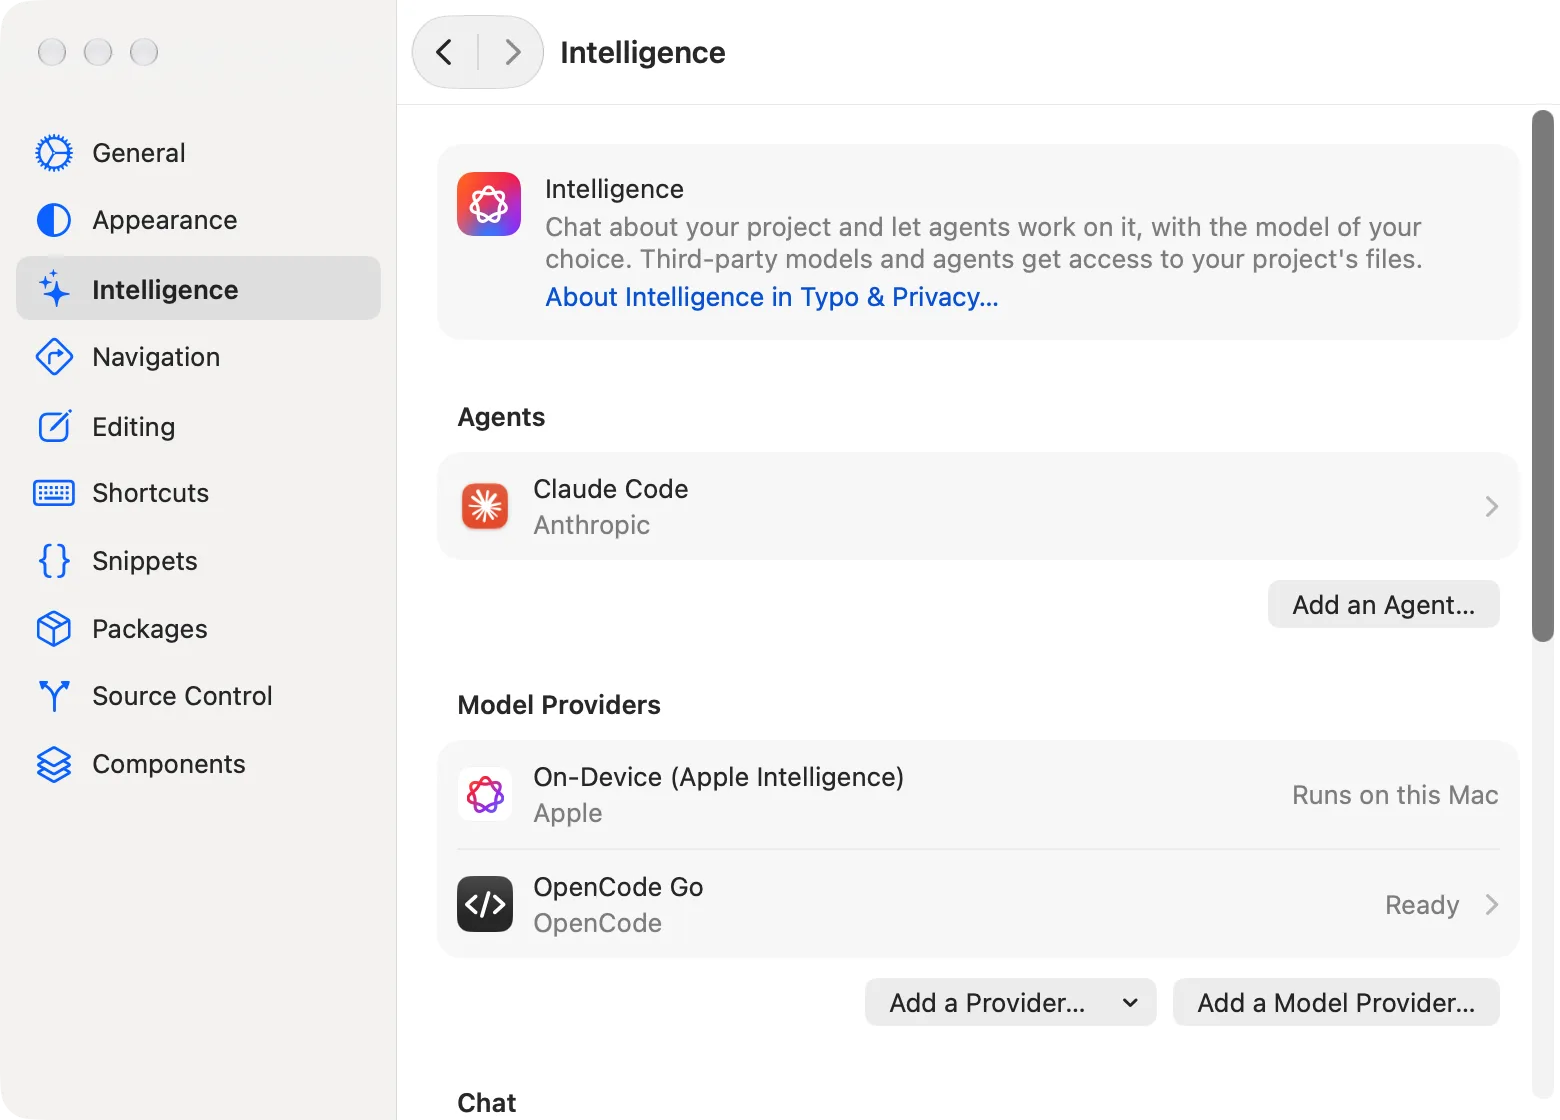 Intelligence
General
Appearance
Intelligence
Navigation
Editing
Shortcuts
Snippets
Packages
Source Control
Components
Intelligence
Chat about your project and let agents work on it, with the model of your
choice. Third-party models and agents get access to your project's files.
About Intelligence in Typo & Privacy...
Agents
Claude Code
Anthropic
Add an Agent...
Model Providers
On-Device (Apple Intelligence)
Apple
Runs on this Mac
OpenCode Go
OpenCode
Ready
Add a Provider...
Add a Model Provider...
Chat